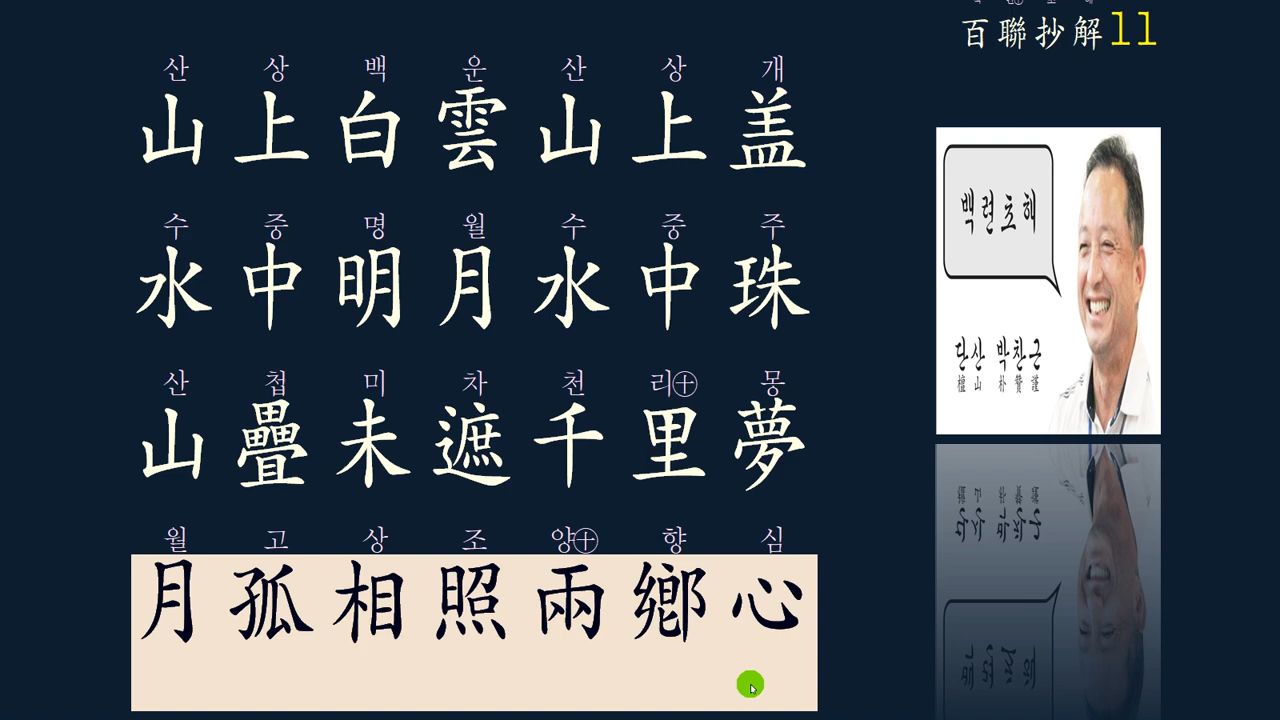 百聯抄解11
산 상 백 운 산 상 개
山上白雲山上盖
수 중 명 월 수 중 주
水中明月水中珠
산 첩 미 차 천 리㈩ 몽
山疊未遮千里夢
월 고 상 조 양㈩ 향 심
月孤相照兩鄕心
백련초해
단산 박찬근
檀山 朴贊謹